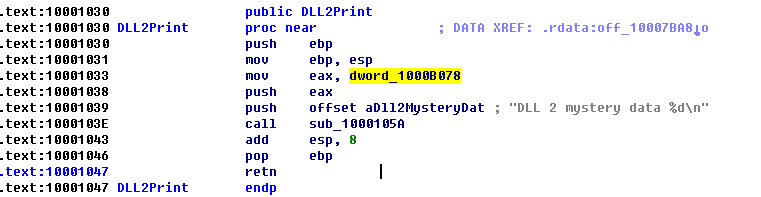 .text:10001030 public DLL2Print
.text:10001030 DLL2Print proc near ; DATA XREF: .rdata:off_10007BA8↓o
.text:10001030 push ebp
.text:10001031 mov ebp, esp
.text:10001033 mov eax, dword_1000B078
.text:10001038 push eax
.text:10001039 push offset aDll2MysteryDat ; "DLL 2 mystery data %d\n"
.text:1000103E call sub_1000105A
.text:10001043 add esp, 8
.text:10001046 pop ebp
.text:10001047 retn
.text:10001047 DLL2Print endp